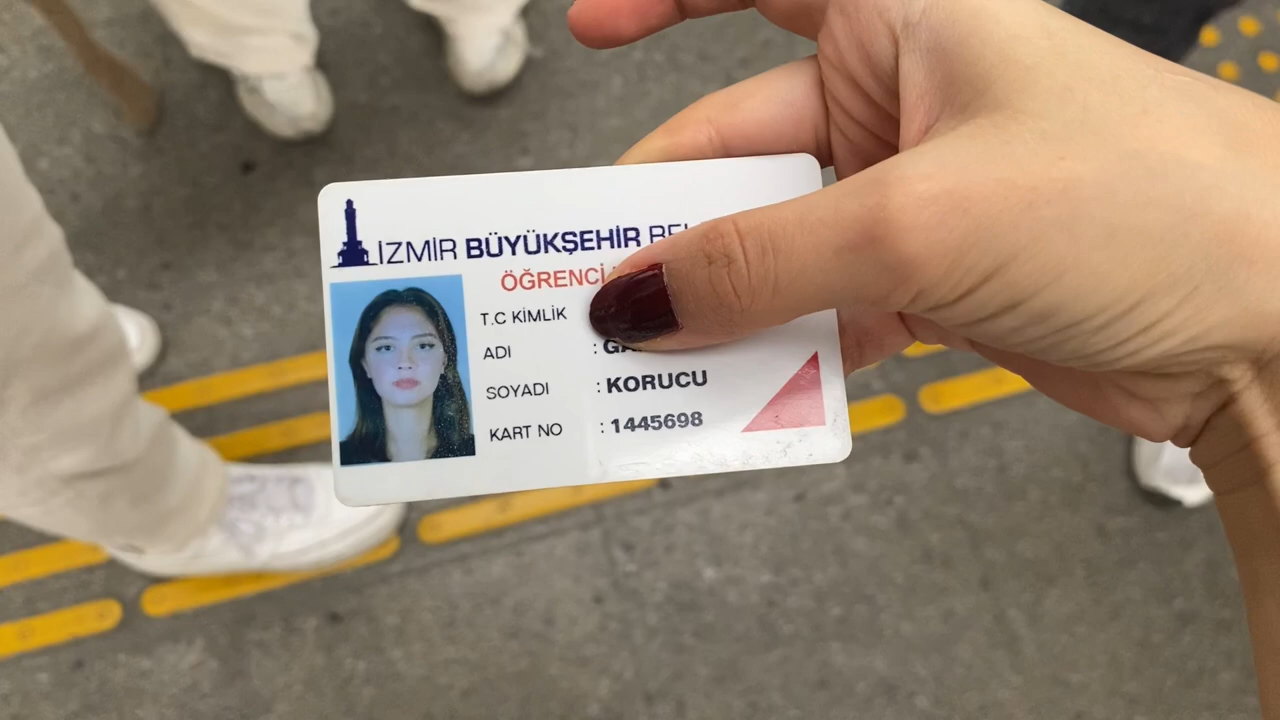 İZMİR BÜYÜKŞEHİR
ÖĞRENCİ
T.C KİMLİK
ADI :
SOYADI : KORUCU
KART NO : 1445698